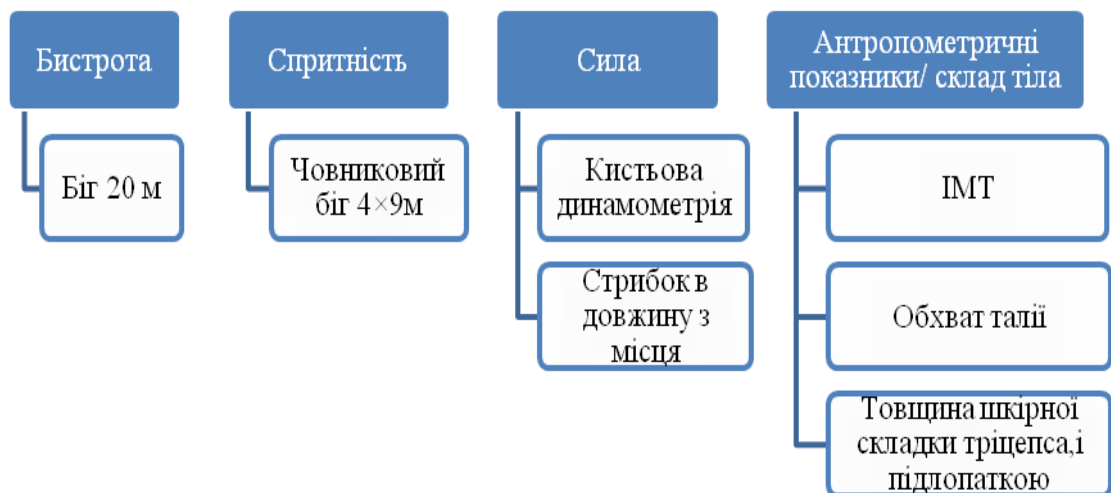 Бистрота
Біг 20 м
Спритність
Човниковий
біг 4×9м
Сила
Кистьова
динамометрія
Стрибок в
довжину з
місця
Антропометричні
показники/ склад тіла
ІМТ
Обхват талії
Товщина шкірної
складки тріцепса,і
підлопаткою